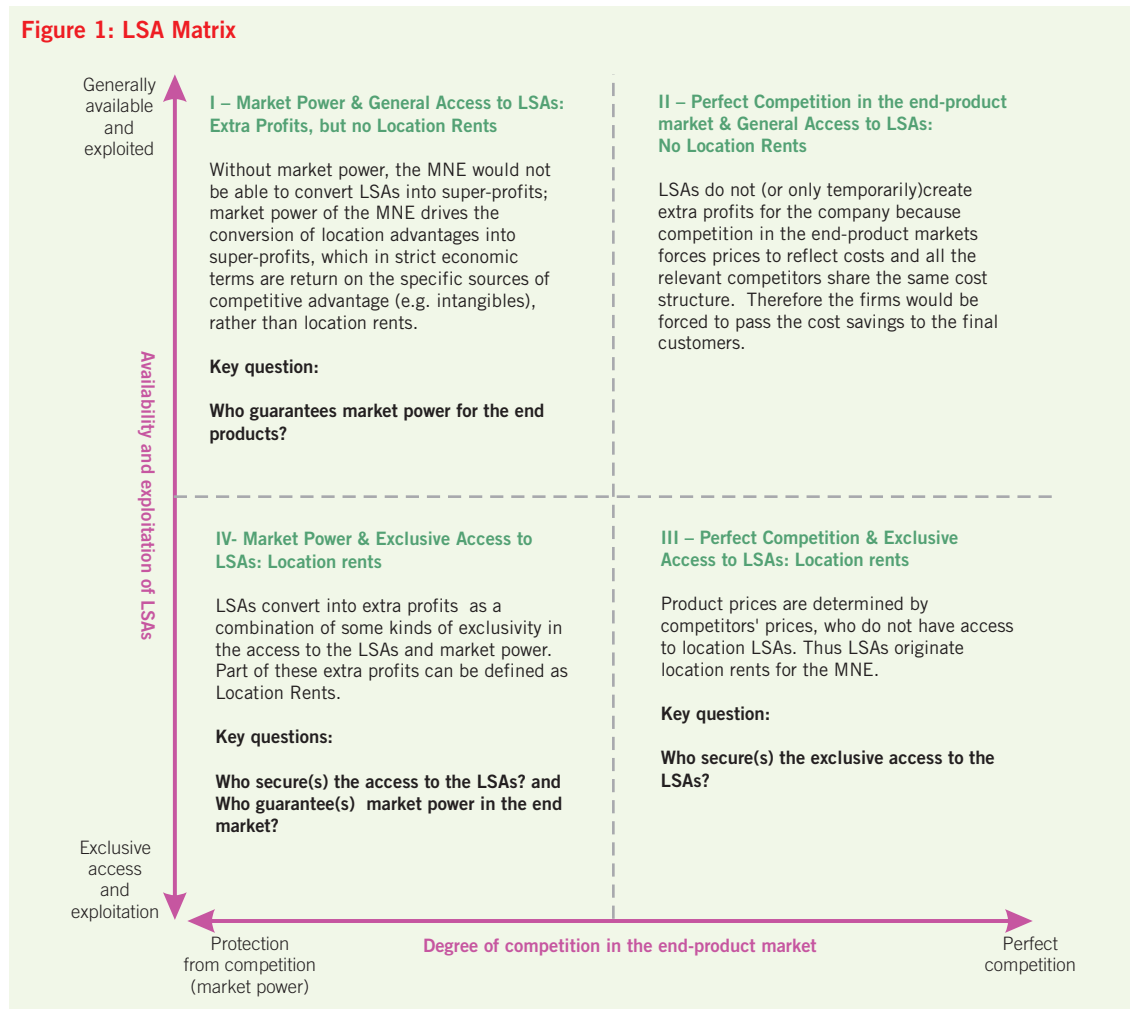 Figure 1: LSA Matrix
Generally
available
and
exploited
I – Market Power & General Access to LSAs:
Extra Profits, but no Location Rents
Without market power, the MNE would not
be able to convert LSAs into super-profits;
market power of the MNE drives the
conversion of location advantages into
super-profits, which in strict economic
terms are return on the specific sources of
competitive advantage (e.g. intangibles),
rather than location rents.
Key question:
Who guarantees market power for the end
products?
II – Perfect Competition in the end-product
market & General Access to LSAs:
No Location Rents
LSAs do not (or only temporarily)create
extra profits for the company because
competition in the end-product markets
forces prices to reflect costs and all the
relevant competitors share the same cost
structure. Therefore the firms would be
forced to pass the cost savings to the final
customers.
Availability and exploitation of LSAs
IV- Market Power & Exclusive Access to
LSAs: Location rents
LSAs convert into extra profits as a
combination of some kinds of exclusivity in
the access to the LSAs and market power.
Part of these extra profits can be defined as
Location Rents.
Key questions:
Who secure(s) the access to the LSAs? and
Who guarantee(s) market power in the end
market?
III – Perfect Competition & Exclusive
Access to LSAs: Location rents
Product prices are determined by
competitors' prices, who do not have access
to location LSAs. Thus LSAs originate
location rents for the MNE.
Key question:
Who secure(s) the exclusive access to the
LSAs?
Exclusive
access
and
exploitation
Protection
from competition
(market power)
Degree of competition in the end-product market
Perfect
competition